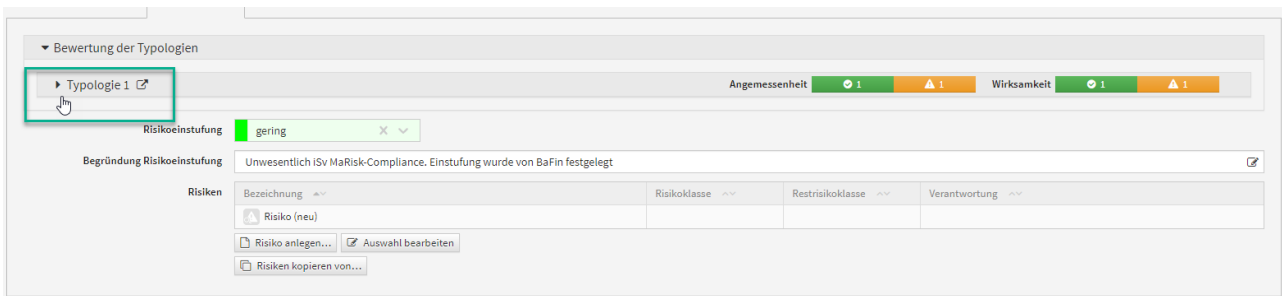 Bewertung der Typologien
Typologie 1 Angemessenheit 1 1 Wirksamkeit 1 1
Risikoeinstufung gering
Begründung Risikoeinstufung Unwesentlich iSv MaRisk-Compliance. Einstufung wurde von BaFin festgelegt
Risiken Bezeichnung Risikoklasse Restrisikoklasse Verantwortung
Risiko (neu)
Risiko anlegen... Auswahl bearbeiten
Risiken kopieren von...